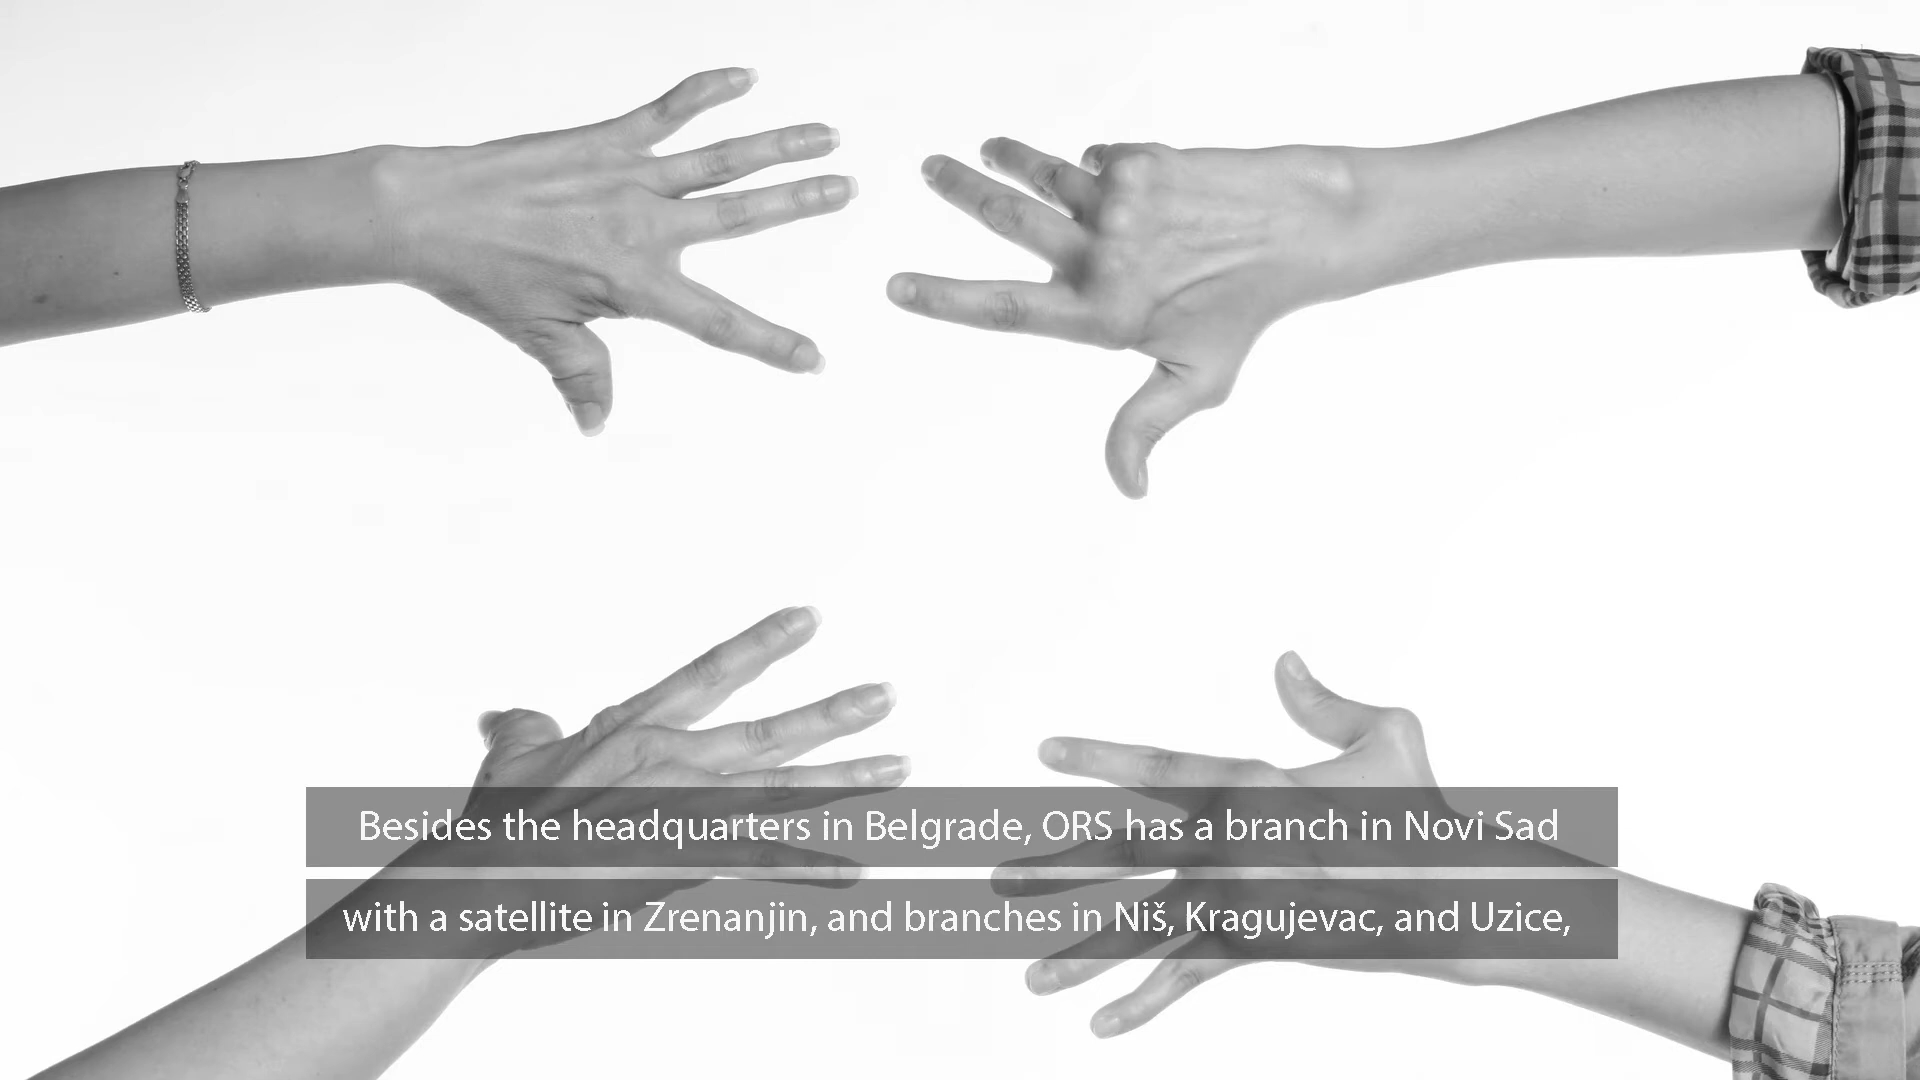 Besides the headquarters in Belgrade, ORS has a branch in Novi Sad
with a satellite in Zrenanjin, and branches in Niš, Kragujevac, and Uzice,